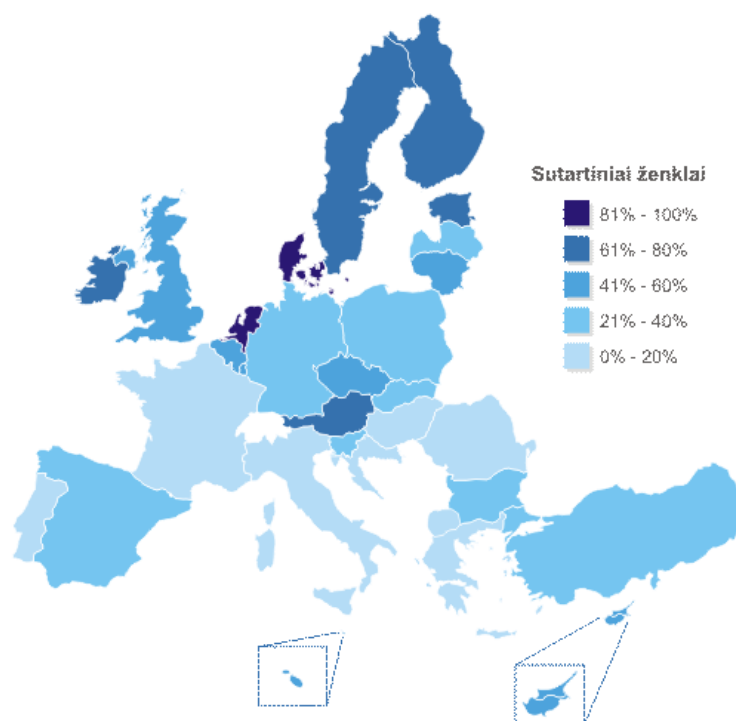 Sutartiniai ženklai
81% - 100%
61% - 80%
41% - 60%
21% - 40%
0% - 20%